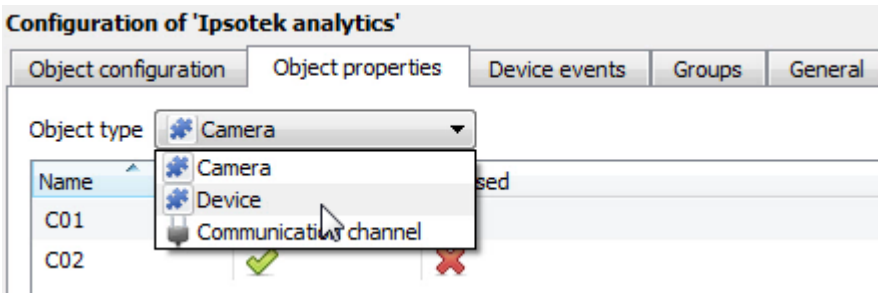 Configuration of 'Ipsotek analytics'
Object configuration Object properties Device events Groups General
Object type Camera
Camera
Name sed
Device
C01
Communication channel
C02